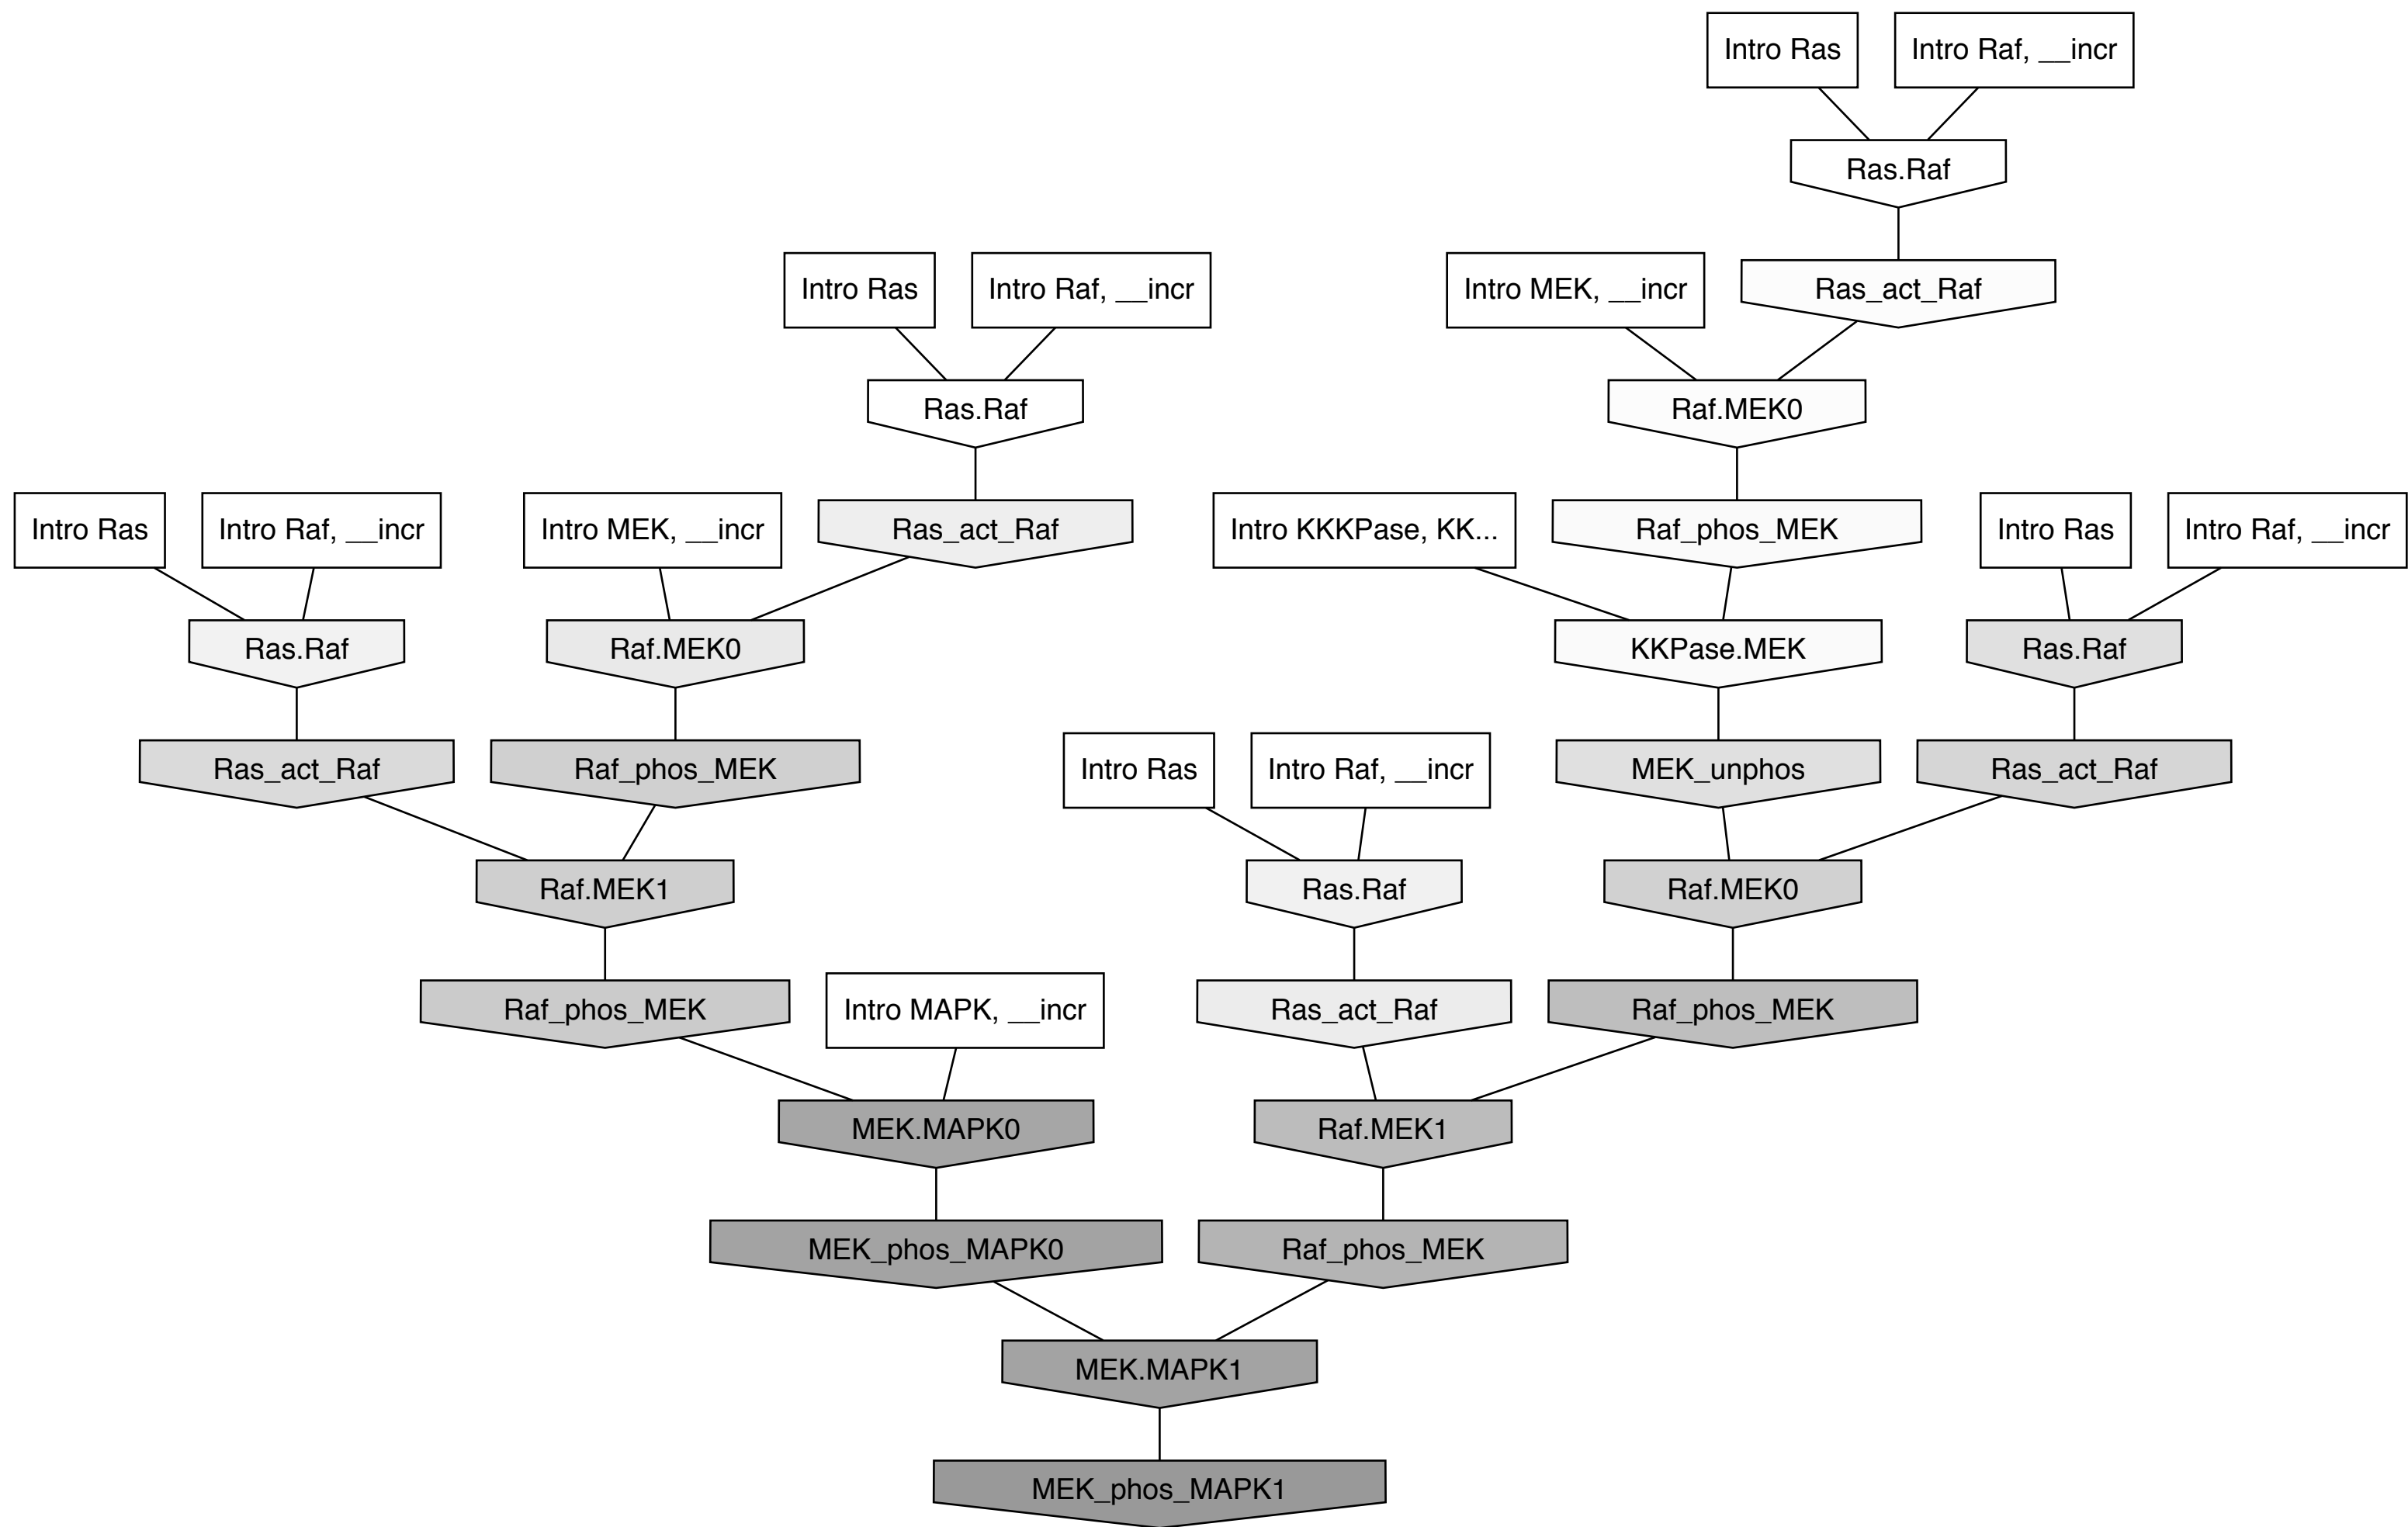 Intro Ras
Intro Raf, __incr
Ras.Raf
Intro Ras
Intro Raf, __incr
Intro MEK, __incr
Ras_act_Raf
Ras.Raf
Raf.MEK0
Intro Ras
Intro Raf, __incr
Intro MEK, __incr
Ras_act_Raf
Intro KKKPase, KK...
Raf_phos_MEK
Intro Ras
Intro Raf, __incr
Ras.Raf
Raf.MEK0
KKPase.MEK
Ras.Raf
Ras_act_Raf
Raf_phos_MEK
Intro Ras
Intro Raf, __incr
MEK_unphos
Ras_act_Raf
Raf.MEK1
Ras.Raf
Raf.MEK0
Raf_phos_MEK
Intro MAPK, __incr
Ras_act_Raf
Raf_phos_MEK
MEK.MAPK0
Raf.MEK1
MEK_phos_MAPK0
Raf_phos_MEK
MEK.MAPK1
MEK_phos_MAPK1